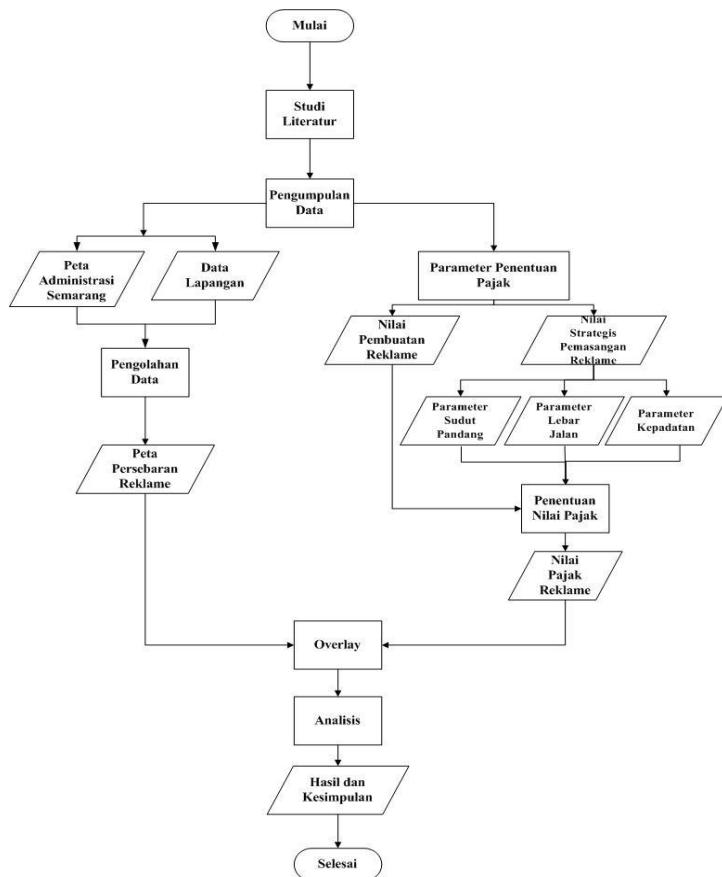 Mulai
Studi
Literatur
Pengumpulan
Data
Peta
Administrasi
Semarang
Data
Lapangan
Parameter Penentuan
Pajak
Nilai
Pembuatan
Reklame
Nilai
Strategis
Pemasangan
Reklame
Pengolahan
Data
Parameter
Sudut
Pandang
Parameter
Lebar
Jalan
Parameter
Kepadatan
Peta
Persebaran
Reklame
Penentuan
Nilai Pajak
Nilai
Pajak
Reklame
Overlay
Analisis
Hasil dan
Kesimpulan
Selesai